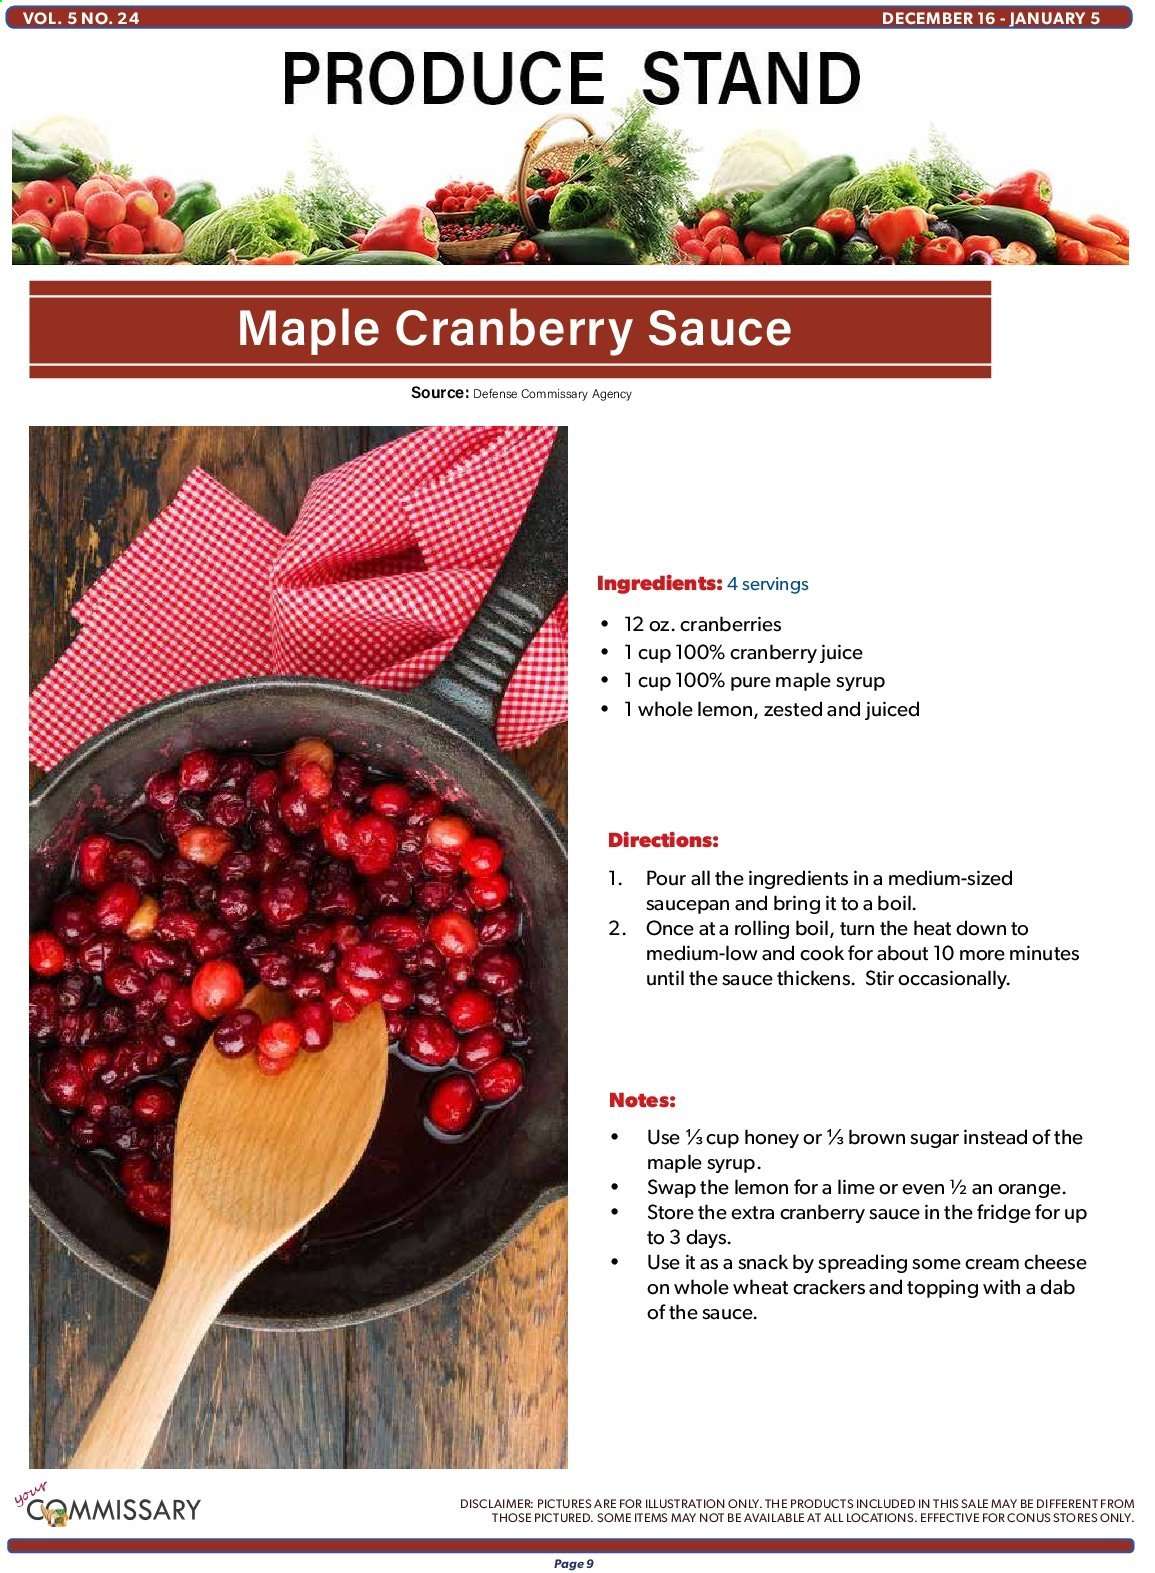 VOL. 5 NO. 24
DECEMBER 16 - JANUARY 5
PRODUCE STAND
Maple Cranberry Sauce
Source: Defense Commissary Agency
Ingredients: 4 servings
• 12 oz. cranberries
• 1 cup 100% cranberry juice
• 1 cup 100% pure maple syrup
• 1 whole lemon, zested and juiced
Directions:
1. Pour all the ingredients in a medium-sized
saucepan and bring it to a boil.
2. Once at a rolling boil, turn the heat down to
medium-low and cook for about 10 more minutes
until the sauce thickens. Stir occasionally.
Notes:
• Use ⅓ cup honey or ⅓ brown sugar instead of the
maple syrup.
• Swap the lemon for a lime or even ½ an orange.
• Store the extra cranberry sauce in the fridge for up
to 3 days.
• Use it as a snack by spreading some cream cheese
on whole wheat crackers and topping with a dab
of the sauce.
your
COMMISSARY
DISCLAIMER: PICTURES ARE FOR ILLUSTRATION ONLY. THE PRODUCTS INCLUDED IN THIS SALE MAY BE DIFFERENT FROM
THOSE PICTURED. SOME ITEMS MAY NOT BE AVAILABLE AT ALL LOCATIONS. EFFECTIVE FOR CONUS STORES ONLY.
Page 9